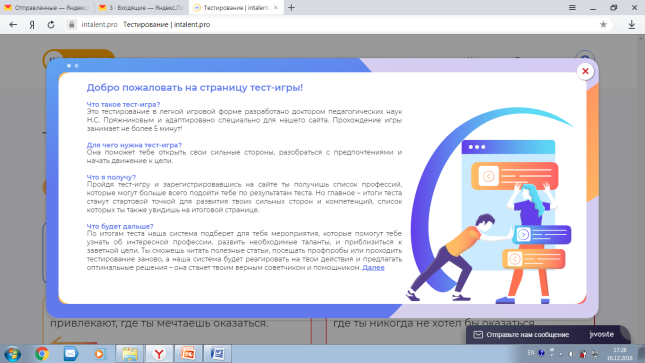 Отправленные — Яндекс.П
3 · Входящие — Яндекс.По
Тестирование | intalent.
intalent.pro Тестирование | intalent.pro
Добро пожаловать на страницу тест-игры!
Что такое тест-игра?
Это тестирование в легкой игровой форме разработано доктором педагогических наук
Н.С. Пряжниковым и адаптировано специально для нашего сайта. Прохождение игры
занимает не более 5 минут!
Для чего нужна тест-игра?
Она поможет тебе открыть свои сильные стороны, разобраться с предпочтениями и
начать движение к цели.
Что я получу?
Пройдя тест-игру и зарегистрировавшись на сайте ты получишь список профессий,
которые могут больше всего подойти тебе по результатам теста. Но главное – итоги теста
станут стартовой точкой для развития твоих сильных сторон и компетенций, список
которых ты также увидишь на итоговой странице.
Что будет дальше?
По итогам теста наша система подберет для тебя мероприятия, которые помогут тебе
узнать об интересной профессии, развить необходимые таланты, и приблизиться к
заветной цели. Ты сможешь читать полезные статьи, посещать профпробы или проходить
тестирование заново, а наша система будет реагировать на твои действия и предлагать
оптимальные решения – она станет твоим верным советчиком и помощником. Далее
привлекают, где ты мечтаешь оказаться.
где ты никогда не хотел бы оказаться
Отправьте нам сообщение jivosite
EN
17:28
16.12.2018